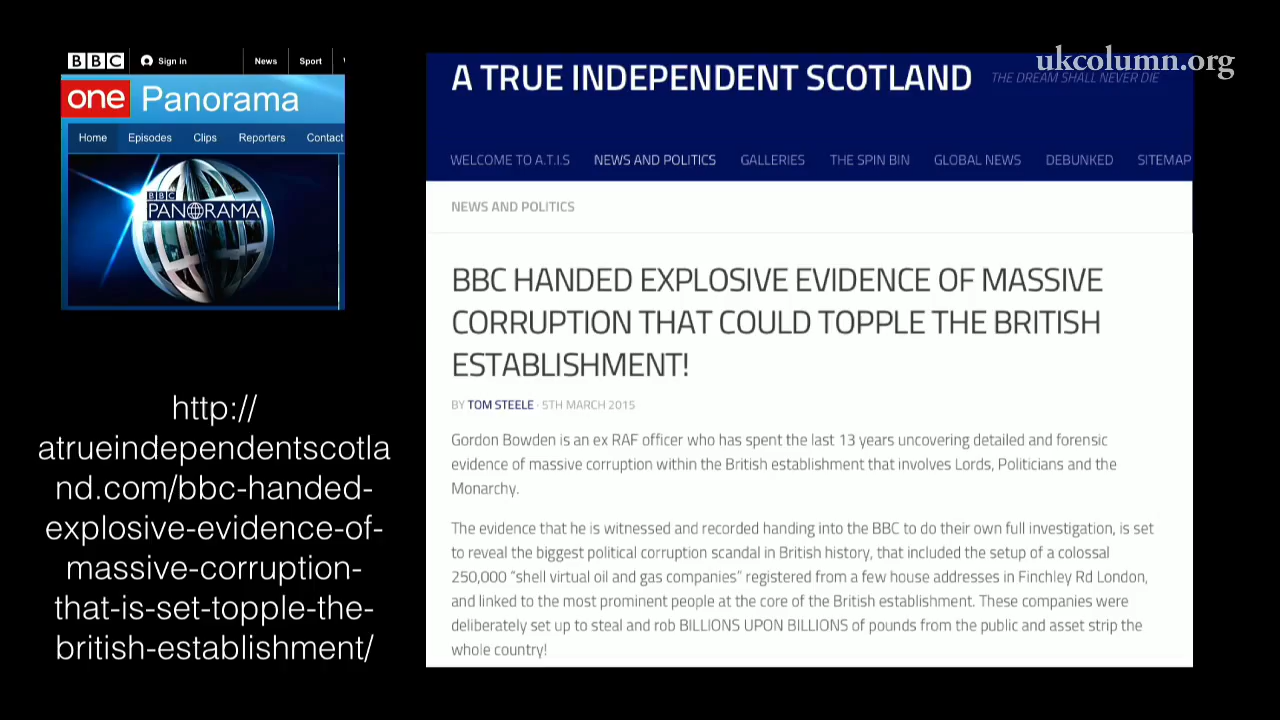 BBC Sign in News Sport
one Panorama
Home Episodes Clips Reporters Contact
BBC
PANORAMA
http://
atrueindependentscotla
nd.com/bbc-handed-
explosive-evidence-of-
massive-corruption-
that-is-set-topple-the-
british-establishment/
ukcolumn.org
A TRUE INDEPENDENT SCOTLAND THE DREAM SHALL NEVER DIE
WELCOME TO A.T.I.S NEWS AND POLITICS GALLERIES THE SPIN BIN GLOBAL NEWS DEBUNKED SITEMAP
NEWS AND POLITICS
BBC HANDED EXPLOSIVE EVIDENCE OF MASSIVE
CORRUPTION THAT COULD TOPPLE THE BRITISH
ESTABLISHMENT!
BY TOM STEELE · 5TH MARCH 2015
Gordon Bowden is an ex RAF officer who has spent the last 13 years uncovering detailed and forensic
evidence of massive corruption within the British establishment that involves Lords, Politicians and the
Monarchy.
The evidence that he is witnessed and recorded handing into the BBC to do their own full investigation, is set
to reveal the biggest political corruption scandal in British history, that included the setup of a colossal
250,000 “shell virtual oil and gas companies” registered from a few house addresses in Finchley Rd London,
and linked to the most prominent people at the core of the British establishment. These companies were
deliberately set up to steal and rob BILLIONS UPON BILLIONS of pounds from the public and asset strip the
whole country!